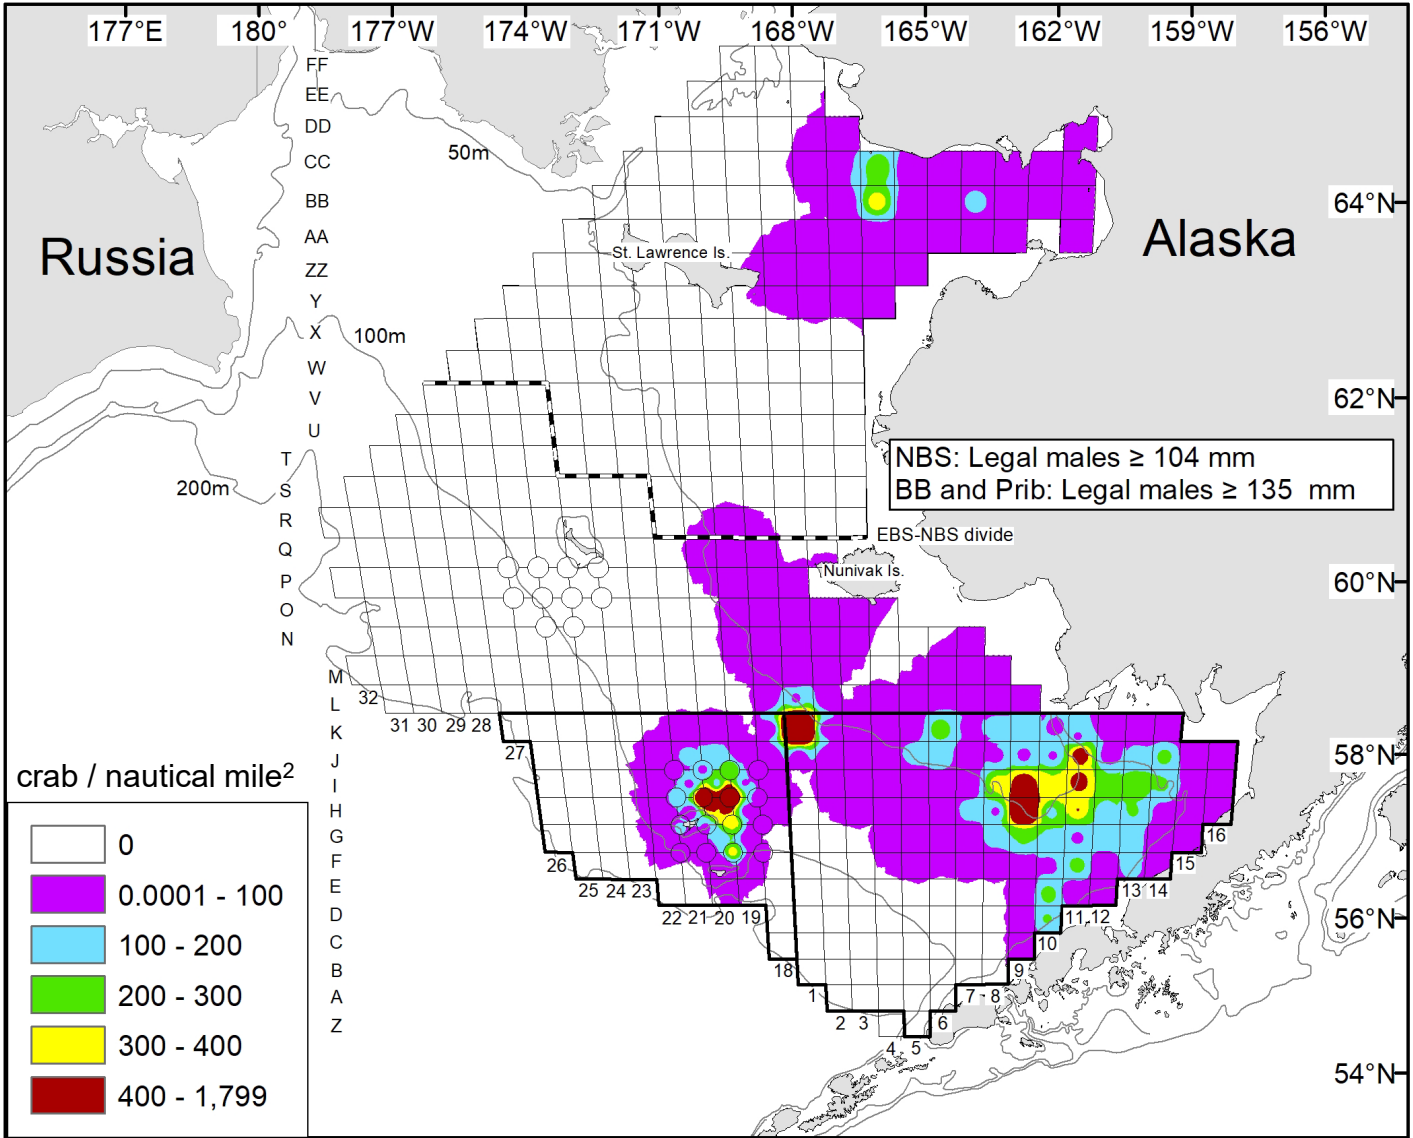 177°E 180° 177°W 174°W 171°W 168°W 165°W 162°W 159°W 156°W
FF
EE
DD
50m
CC
BB
64°N
AA
Russia
St. Lawrence Is.
Alaska
ZZ
Y
X
100m
W
V
62°N
U
T
NBS: Legal males ≥ 104 mm
BB and Prib: Legal males ≥ 135 mm
200m
S
R
EBS-NBS divide
Q
Nunivak Is.
P
60°N
O
N
M
32
L
31 30 29 28
K
27
58°N
J
crab / nautical mile²
I
H
G
16
F
26
15
E
25 24 23
13 14
D
22 21 20 19
11 12
56°N
C
10
B
18
9
A
1
7 8
Z
2 3
6
4 5
54°N
0
0.0001 - 100
100 - 200
200 - 300
300 - 400
400 - 1,799